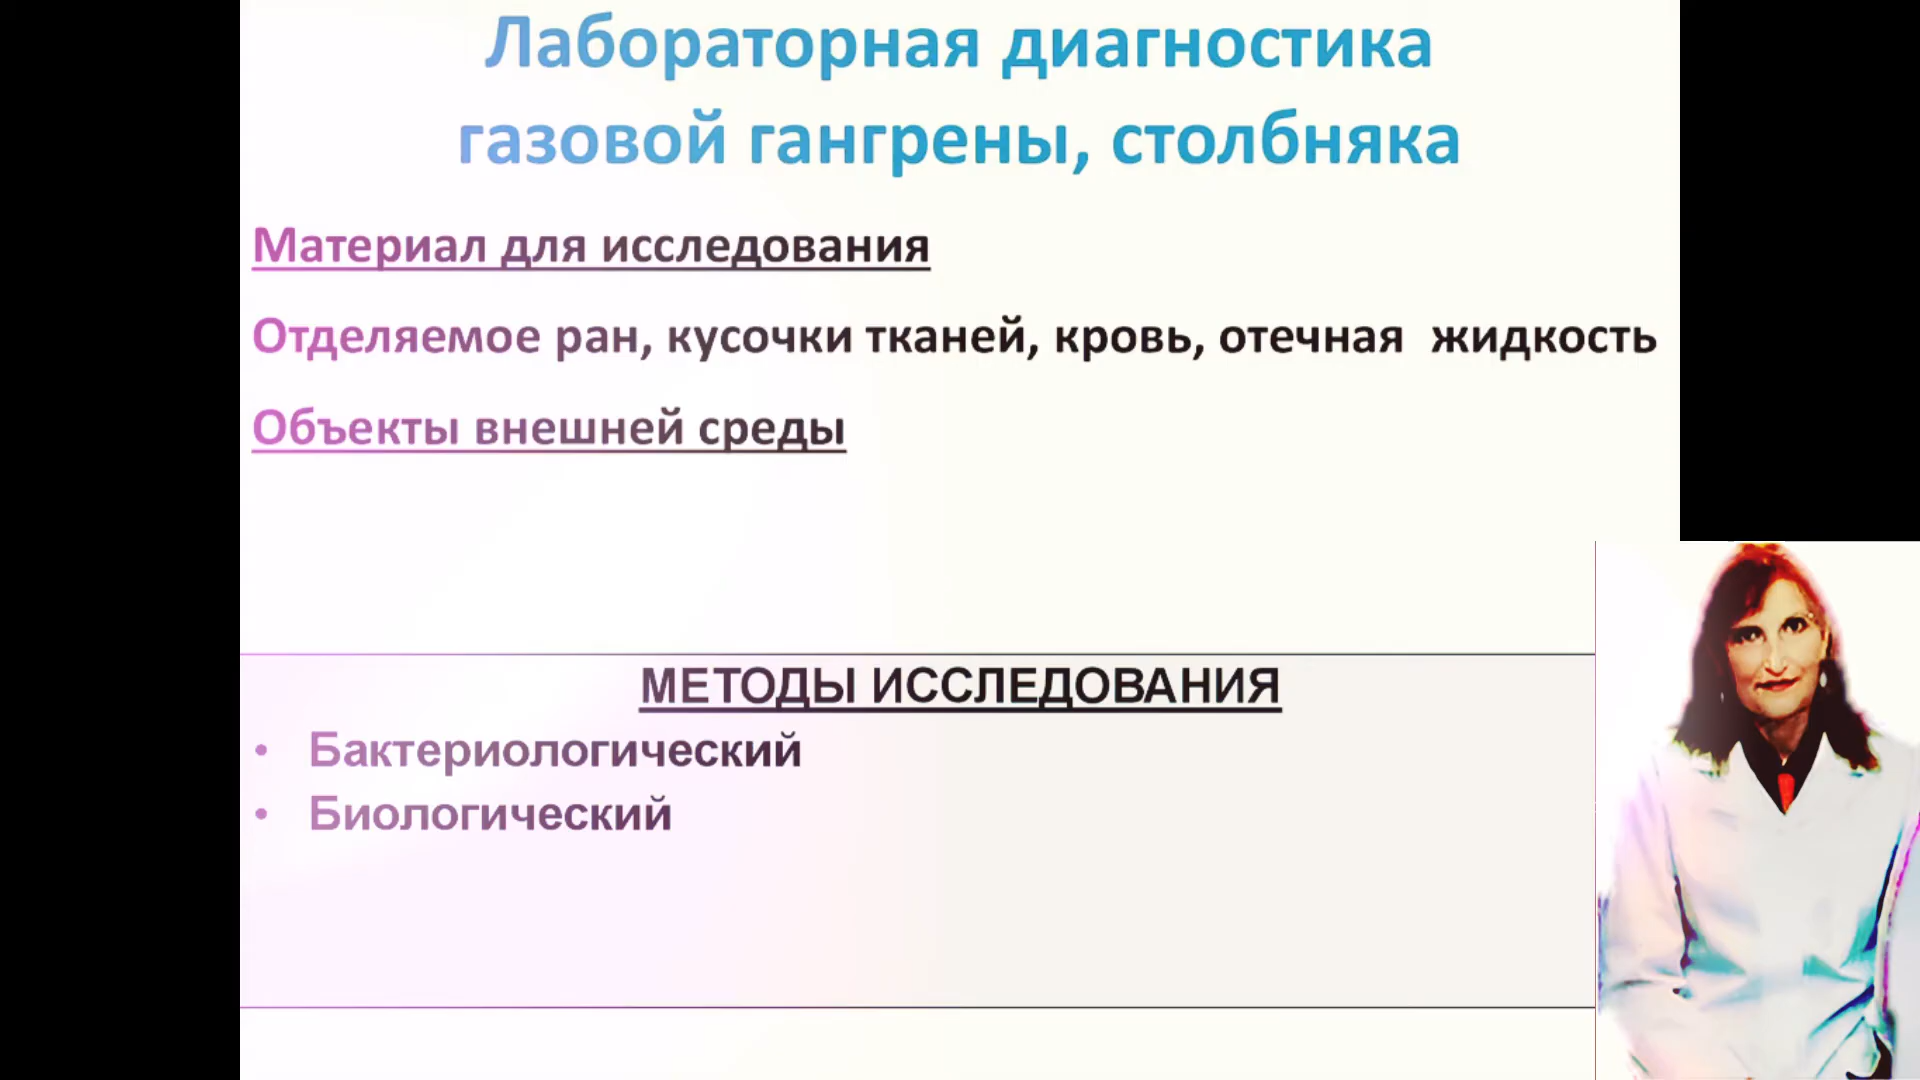 Лабораторная диагностика
газовой гангрены, столбняка
Материал для исследования
Отделяемое ран, кусочки тканей, кровь, отечная жидкость
Объекты внешней среды
МЕТОДЫ ИССЛЕДОВАНИЯ
• Бактериологический
• Биологический